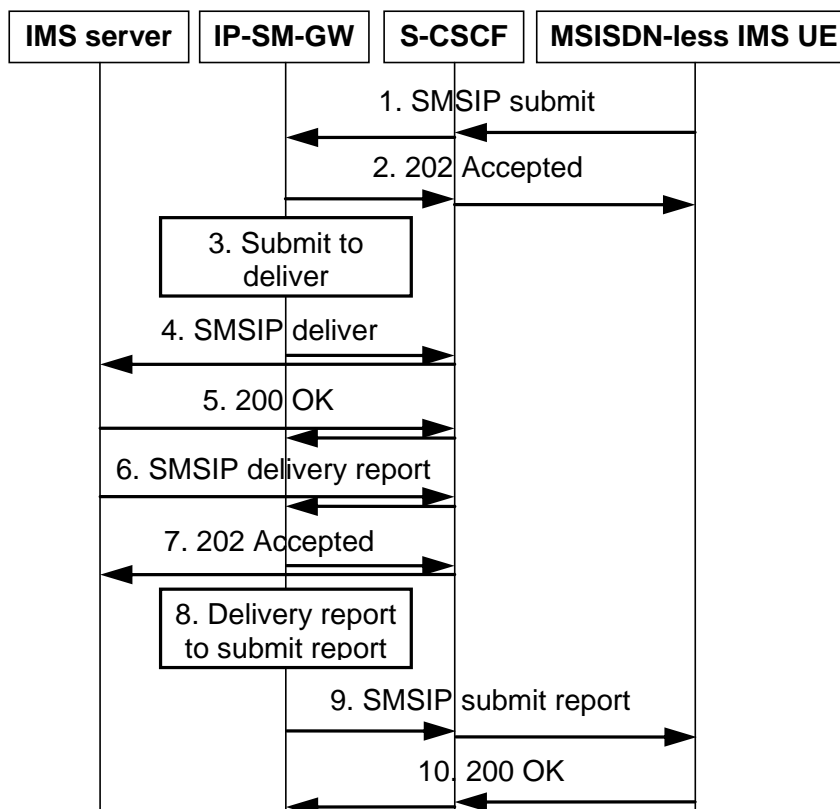 IMS server
IP-SM-GW
S-CSCF
MSISDN-less IMS UE
1. SMSIP submit
2. 202 Accepted
3. Submit to
deliver
4. SMSIP deliver
5. 200 OK
6. SMSIP delivery report
7. 202 Accepted
8. Delivery report
to submit report
9. SMSIP submit report
10. 200 OK